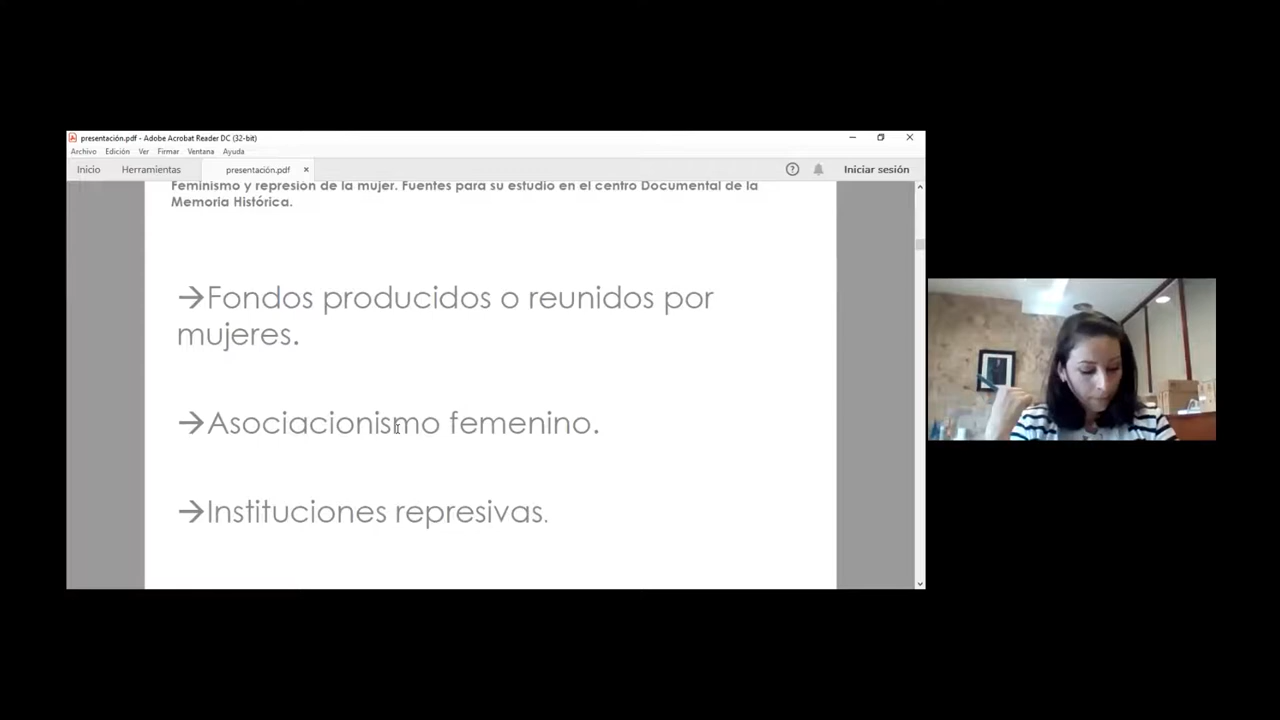 presentación.pdf - Adobe Acrobat Reader DC (32-bit)
Archivo Edición Ver Firmar Ventana Ayuda
Inicio Herramientas presentación.pdf × Iniciar sesión
Feminismo y represión de la mujer. Fuentes para su estudio en el centro Documental de la
Memoria Histórica.
→Fondos producidos o reunidos por
mujeres.
→Asociacionismo femenino.
→Instituciones represivas.